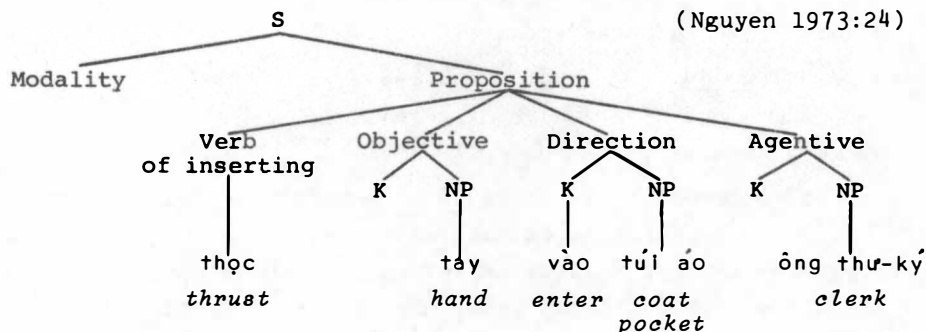 (Nguyen 1973:24)
S
Modality Proposition
Verb of inserting Objective Direction Agentive
K NP K NP K NP
thọc tay vào túi áo ông thư-ký
thrust hand enter coat pocket clerk